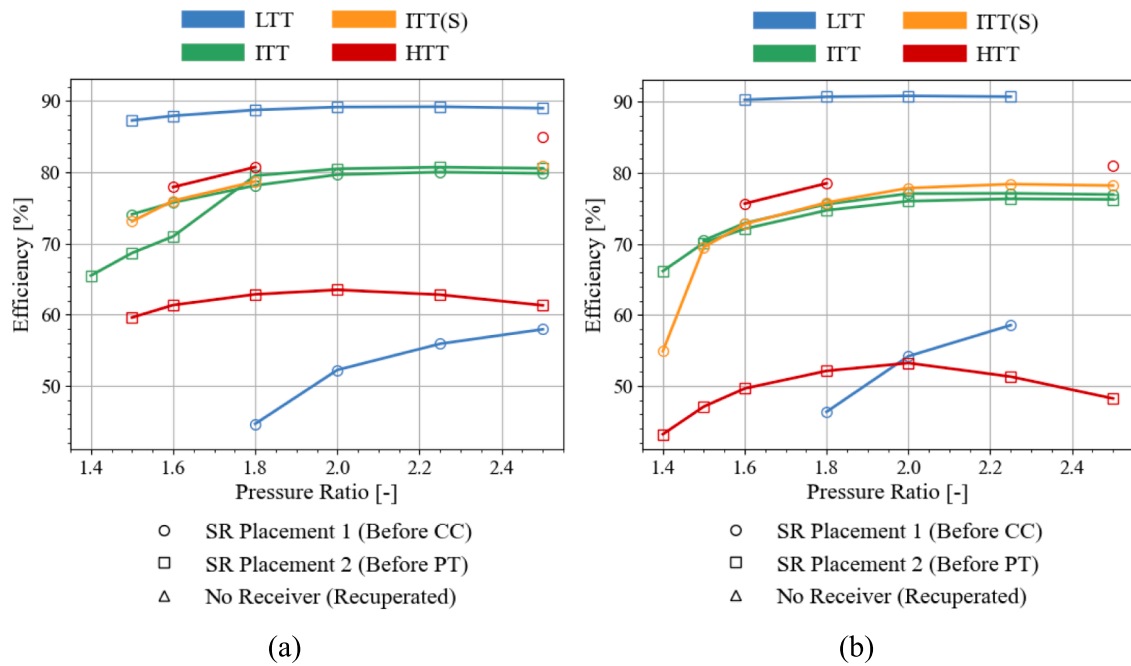 LTT
ITT(S)
ITT
HTT
Efficiency [%]
90
80
70
60
50
1.4
1.6
1.8
2.0
2.2
2.4
Pressure Ratio [-]
SR Placement 1 (Before CC)
SR Placement 2 (Before PT)
No Receiver (Recuperated)
(a)
LTT
ITT(S)
ITT
HTT
Efficiency [%]
90
80
70
60
50
1.4
1.6
1.8
2.0
2.2
2.4
Pressure Ratio [-]
SR Placement 1 (Before CC)
SR Placement 2 (Before PT)
No Receiver (Recuperated)
(b)